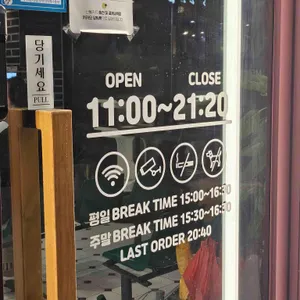 당기세요
PULL
OPEN CLOSE
11:00~21:20
평일 BREAK TIME 15:00~16:30
주말 BREAK TIME 15:30~16:30
LAST ORDER 20:40